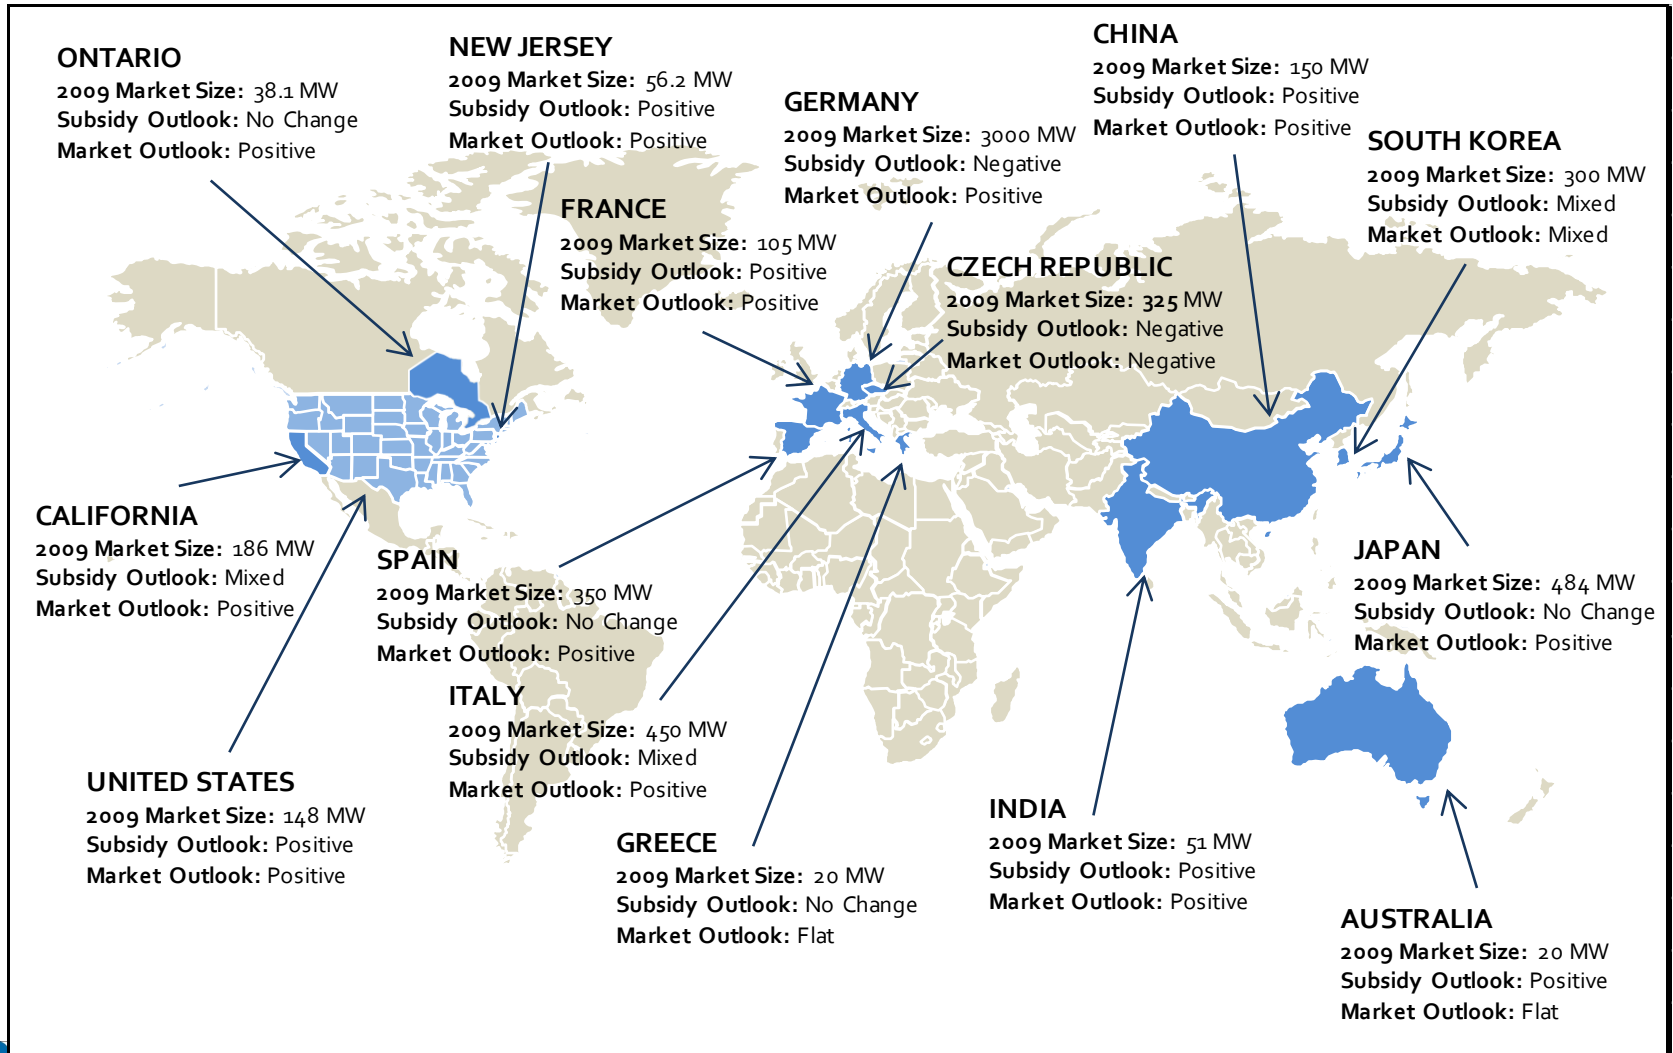 ONTARIO
2009 Market Size: 38.1 MW
Subsidy Outlook: No Change
Market Outlook: Positive
NEW JERSEY
2009 Market Size: 56.2 MW
Subsidy Outlook: Positive
Market Outlook: Positive
FRANCE
2009 Market Size: 105 MW
Subsidy Outlook: Positive
Market Outlook: Positive
GERMANY
2009 Market Size: 3000 MW
Subsidy Outlook: Negative
Market Outlook: Positive
CZECH REPUBLIC
2009 Market Size: 325 MW
Subsidy Outlook: Negative
Market Outlook: Negative
CHINA
2009 Market Size: 150 MW
Subsidy Outlook: Positive
Market Outlook: Positive
SOUTH KOREA
2009 Market Size: 300 MW
Subsidy Outlook: Mixed
Market Outlook: Mixed
CALIFORNIA
2009 Market Size: 186 MW
Subsidy Outlook: Mixed
Market Outlook: Positive
SPAIN
2009 Market Size: 350 MW
Subsidy Outlook: No Change
Market Outlook: Positive
ITALY
2009 Market Size: 450 MW
Subsidy Outlook: Mixed
Market Outlook: Positive
JAPAN
2009 Market Size: 484 MW
Subsidy Outlook: No Change
Market Outlook: Positive
UNITED STATES
2009 Market Size: 148 MW
Subsidy Outlook: Positive
Market Outlook: Positive
GREECE
2009 Market Size: 20 MW
Subsidy Outlook: No Change
Market Outlook: Flat
INDIA
2009 Market Size: 51 MW
Subsidy Outlook: Positive
Market Outlook: Positive
AUSTRALIA
2009 Market Size: 20 MW
Subsidy Outlook: Positive
Market Outlook: Flat